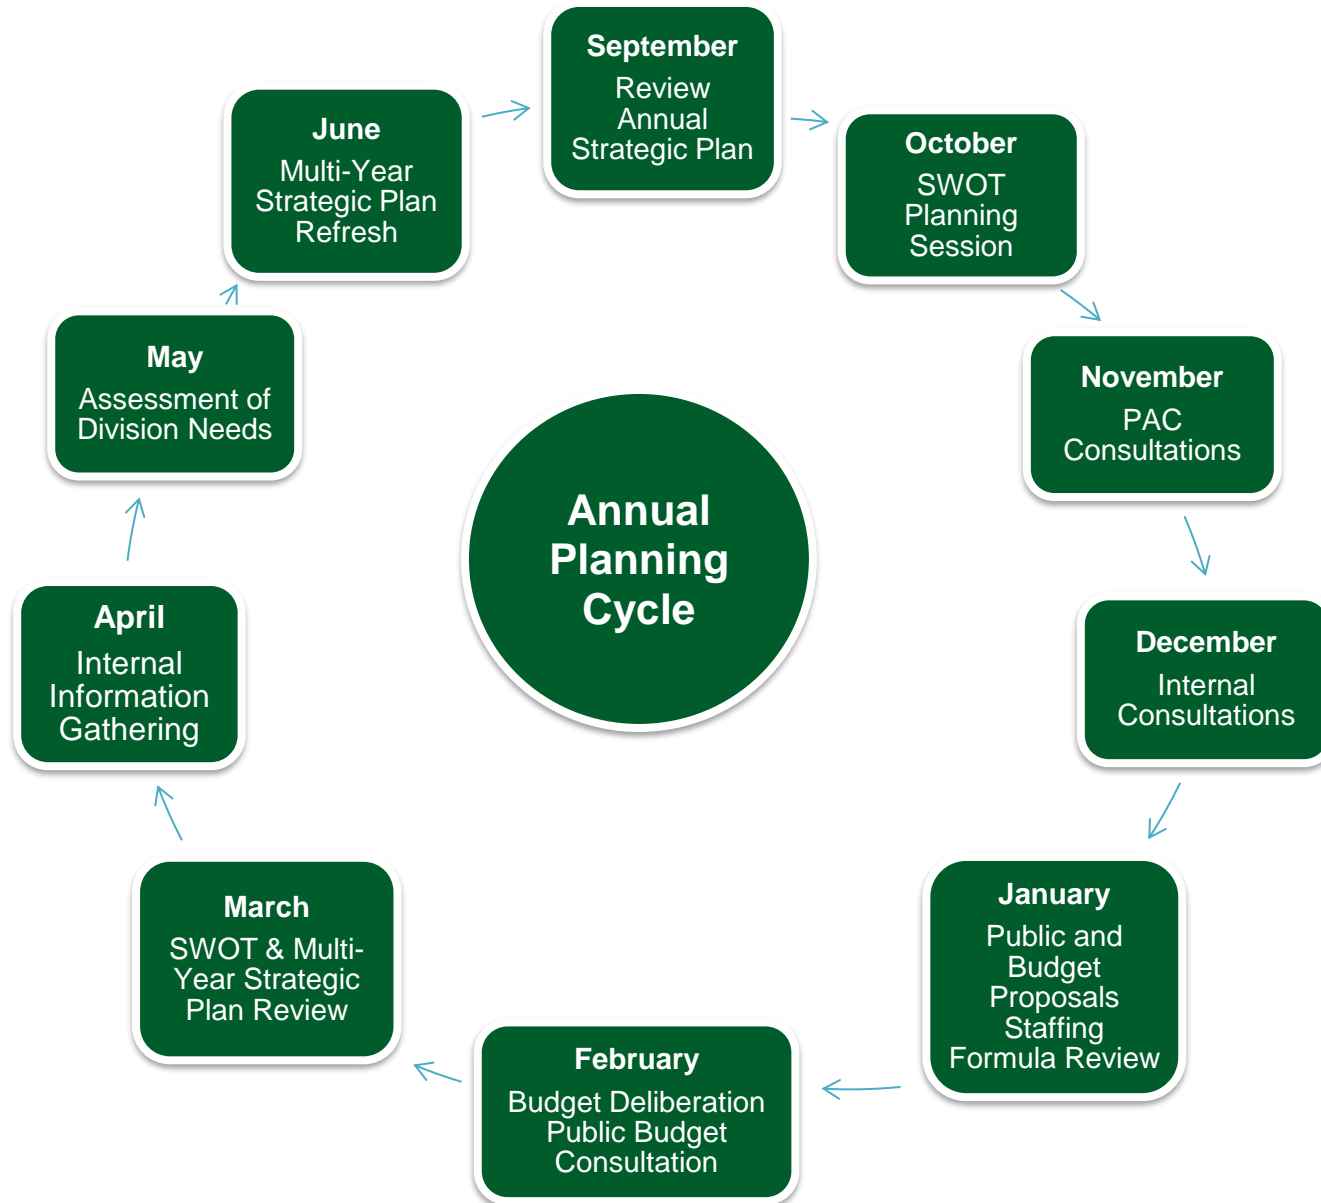 September
Review
Annual
Strategic Plan
October
SWOT
Planning
Session
November
PAC
Consultations
December
Internal
Consultations
January
Public and
Budget
Proposals
Staffing
Formula Review
February
Budget Deliberation
Public Budget
Consultation
March
SWOT & Multi-
Year Strategic
Plan Review
April
Internal
Information
Gathering
May
Assessment of
Division Needs
June
Multi-Year
Strategic Plan
Refresh
Annual
Planning
Cycle